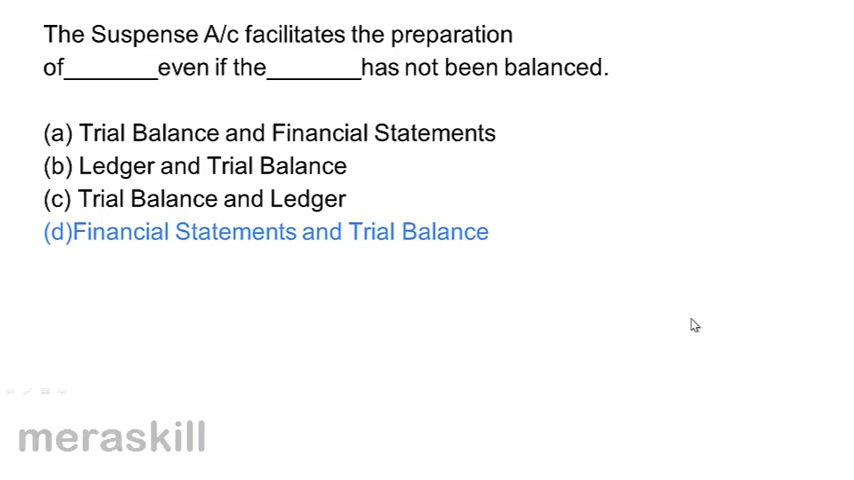 The Suspense A/c facilitates the preparation
of________even if the________has not been balanced.
(a) Trial Balance and Financial Statements
(b) Ledger and Trial Balance
(c) Trial Balance and Ledger
(d)Financial Statements and Trial Balance
meraskill